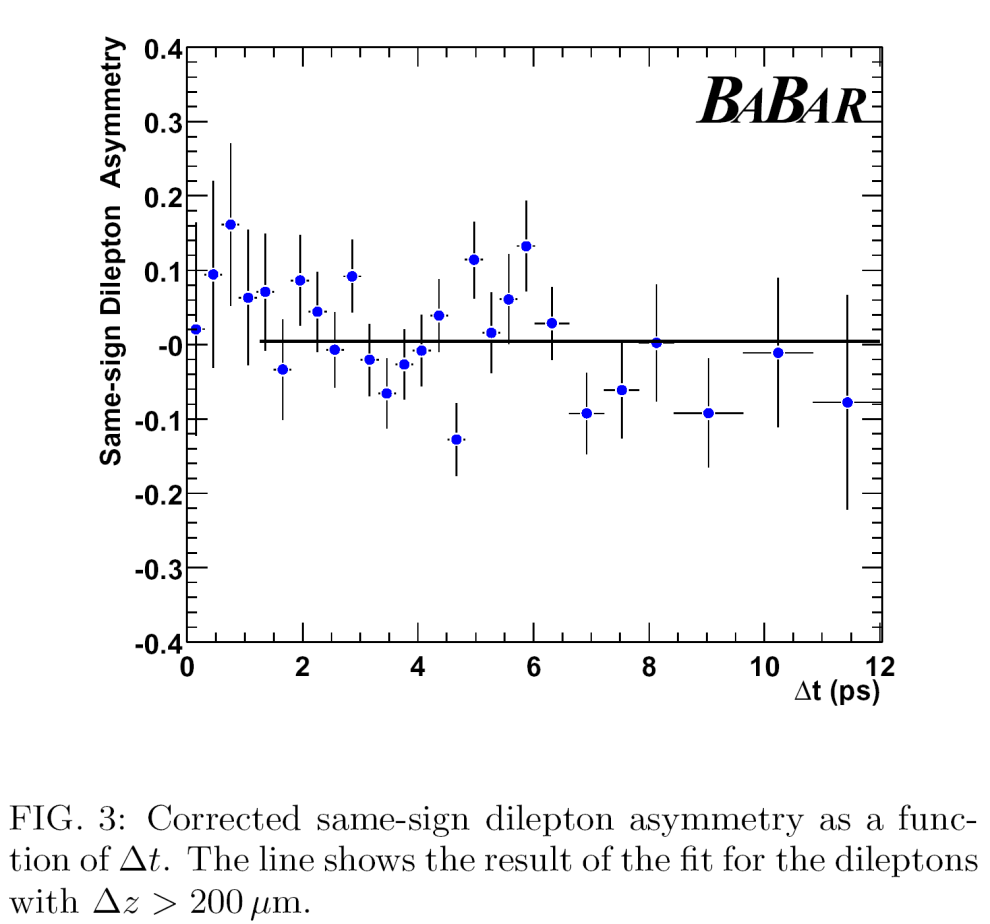 0.4
BABAR
0.3
0.2
0.1
-0
-0.1
-0.2
-0.3
-0.4
Same-sign Dilepton Asymmetry
0 2 4 6 8 10 12
Δt (ps)
FIG. 3: Corrected same-sign dilepton asymmetry as a func-
tion of Δt. The line shows the result of the fit for the dileptons
with Δz > 200 μm.